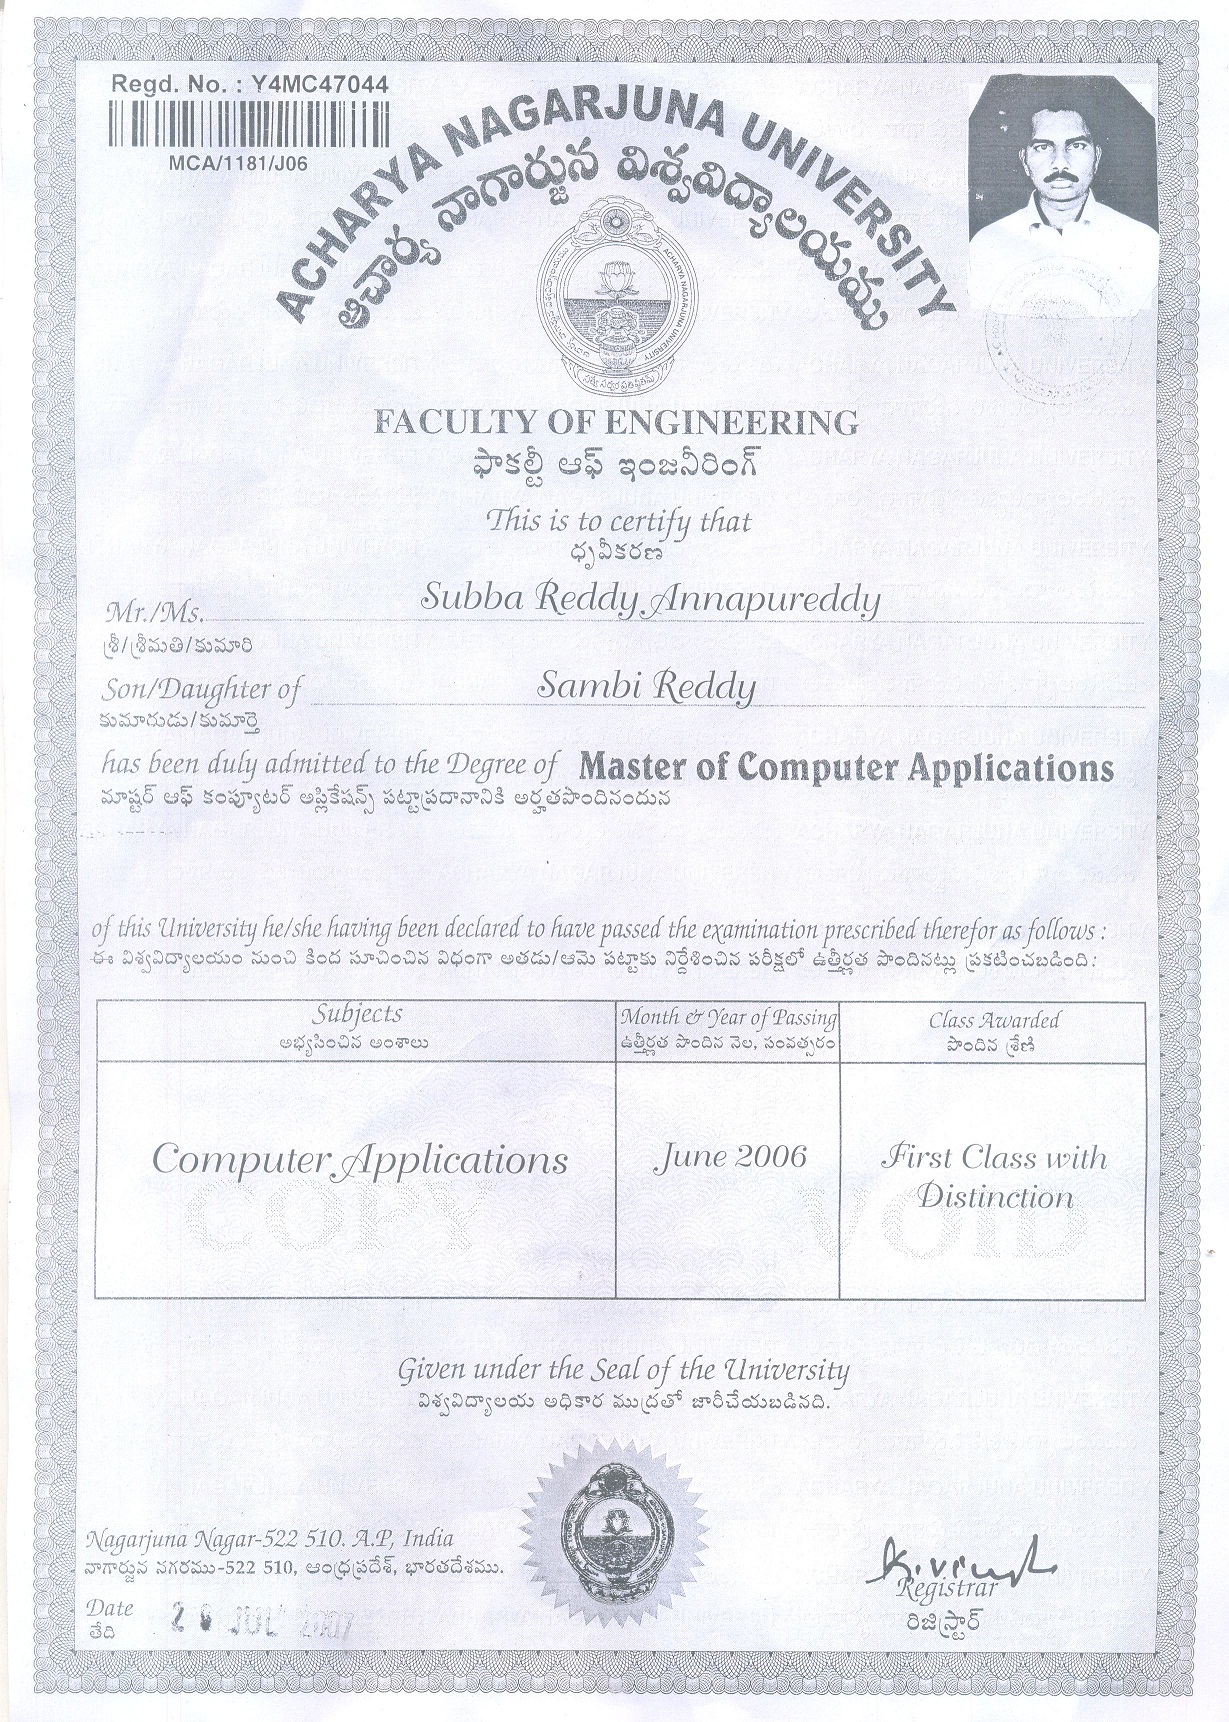 Regd. No. : Y4MC47044
MCA/1181/J06
ACHARYA NAGARJUNA UNIVERSITY
ఆచార్య నాగార్జున విశ్వవిద్యాలయము
ACHARYA NAGARJUNA UNIVERSITY
FACULTY OF ENGINEERING
ఫాకల్టీ ఆఫ్ ఇంజనీరింగ్
This is to certify that
ధృవీకరణ
Mr./Ms. Subba Reddy Annapureddy
శ్రీ/శ్రీమతి/కుమారి
Son/Daughter of Sambi Reddy
కుమారుడు/కుమార్తె
has been duly admitted to the Degree of Master of Computer Applications
మాష్టర్ ఆఫ్ కంప్యూటర్ అప్లికేషన్స్ పట్టాప్రదానానికి అర్హతపొందినందున
of this University he/she having been declared to have passed the examination prescribed therefor as follows :
ఈ విశ్వవిద్యాలయం నుంచి కింద సూచించిన విధంగా అతడు/ఆమె పట్టాకు నిర్దేశించిన పరీక్షలో ఉత్తీర్ణత పొందినట్లు ప్రకటించబడింది:
Subjects Month & Year of Passing Class Awarded
అభ్యసించిన అంశాలు ఉత్తీర్ణత పొందిన నెల, సంవత్సరం పొందిన శ్రేణి
Computer Applications June 2006 First Class with
Distinction
COPY VOID
Given under the Seal of the University
విశ్వవిద్యాలయ అధికార ముద్రతో జారీచేయబడినది.
Nagarjuna Nagar-522 510. A.P, India
నాగార్జున నగరము-522 510, ఆంధ్రప్రదేశ్, భారతదేశము.
Registrar
రిజిస్ట్రార్
Date JUL 2007
తేది